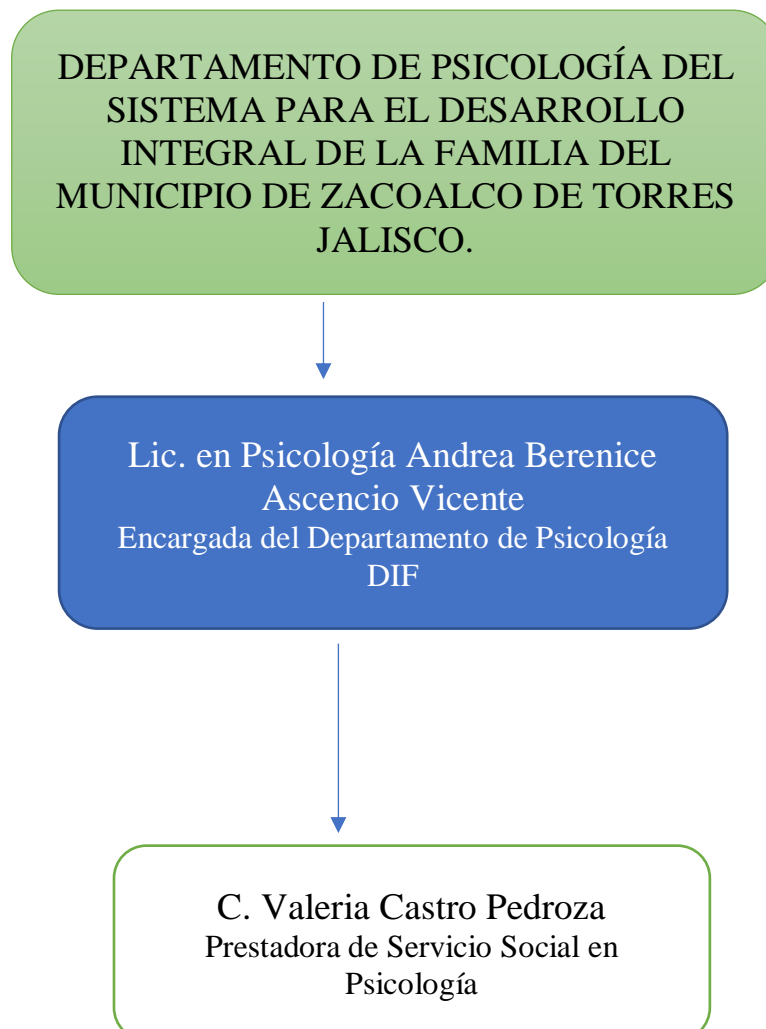 DEPARTAMENTO DE PSICOLOGÍA DEL
SISTEMA PARA EL DESARROLLO
INTEGRAL DE LA FAMILIA DEL
MUNICIPIO DE ZACOALCO DE TORRES
JALISCO.
Lic. en Psicología Andrea Berenice
Ascencio Vicente
Encargada del Departamento de Psicología
DIF
C. Valeria Castro Pedroza
Prestadora de Servicio Social en
Psicología